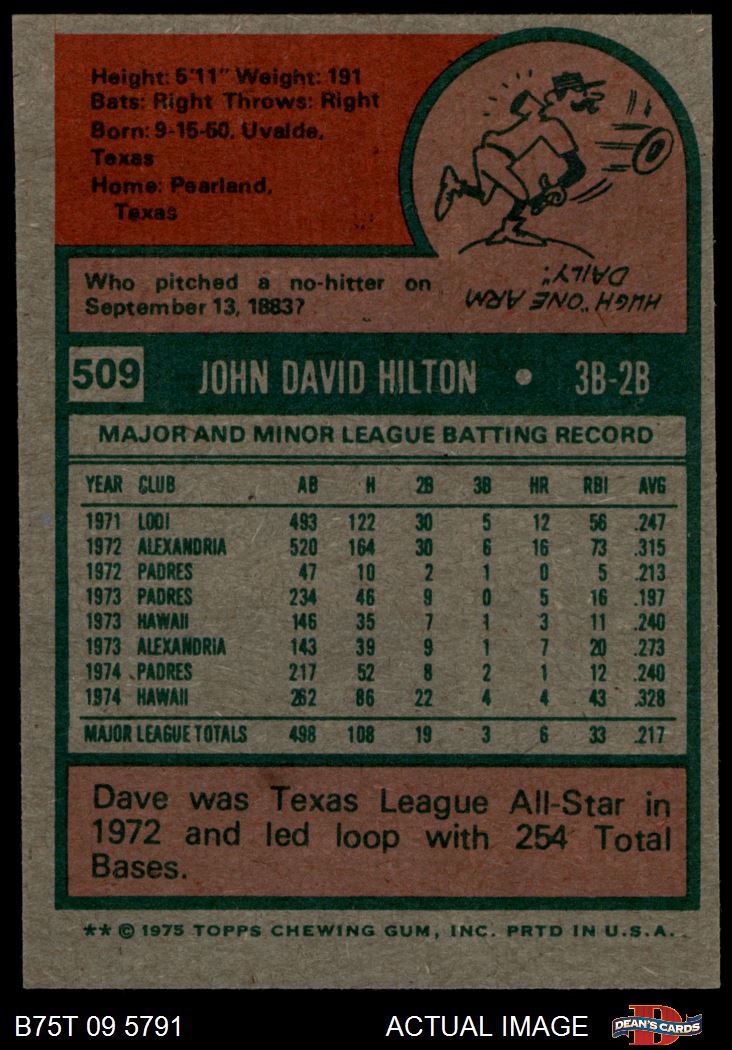 Height: 5'11" Weight: 191
Bats: Right Throws: Right
Born: 9-15-50, Uvalde,
Texas
Home: Pearland,
Texas
Who pitched a no-hitter on
September 13, 1883?
HUGH "ONE ARM
DAILY."
509 JOHN DAVID HILTON • 3B-2B
MAJOR AND MINOR LEAGUE BATTING RECORD
YEAR CLUB AB H 2B 3B HR RBI AVG
1971 LODI 493 122 30 5 12 56 .247
1972 ALEXANDRIA 520 164 30 6 16 73 .315
1972 PADRES 47 10 2 1 0 5 .213
1973 PADRES 234 46 9 0 5 16 .197
1973 HAWAII 146 35 7 1 3 11 .240
1973 ALEXANDRIA 143 39 9 1 7 20 .273
1974 PADRES 217 52 8 2 1 12 .240
1974 HAWAII 262 86 22 4 4 43 .328
MAJOR LEAGUE TOTALS 498 108 19 3 6 33 .217
Dave was Texas League All-Star in
1972 and led loop with 254 Total
Bases.
** © 1975 TOPPS CHEWING GUM, INC. PRTD IN U.S.A.
B75T 09 5791 ACTUAL IMAGE DEAN'S CARDS